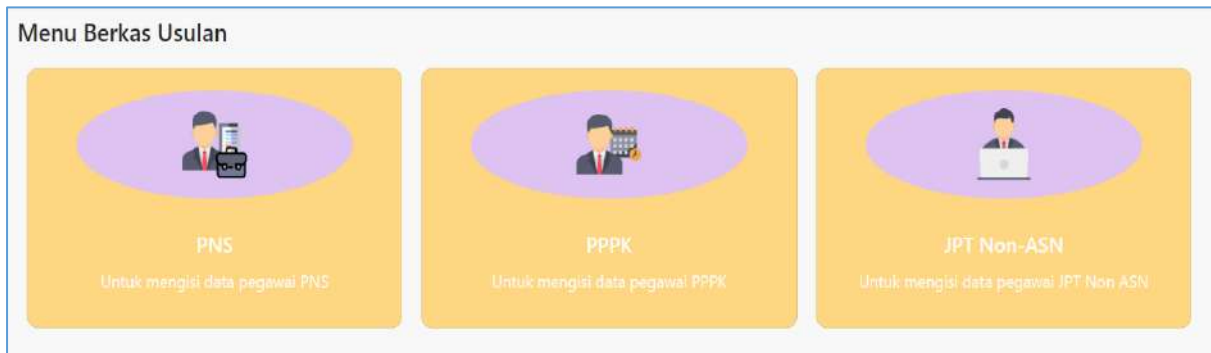 Menu Berkas Usulan
PNS
Untuk mengisi data pegawai PNS
PPPK
Untuk mengisi data pegawai PPPK
JPT Non-ASN
Untuk mengisi data pegawai JPT Non ASN